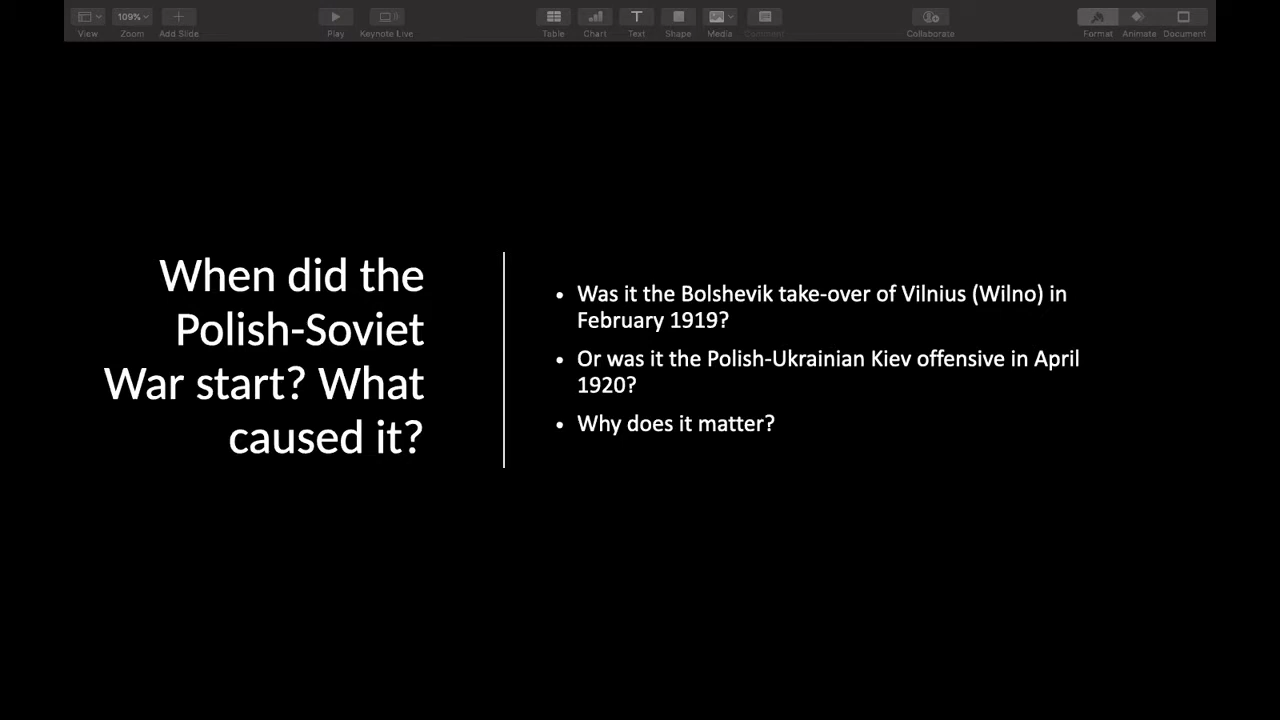 109%
View
Zoom
Add Slide
Play
Keynote Live
Table
Chart
Text
Shape
Media
Comment
Collaborate
Format
Animate
Document
When did the
Polish-Soviet
War start? What
caused it?
• Was it the Bolshevik take-over of Vilnius (Wilno) in
February 1919?
• Or was it the Polish-Ukrainian Kiev offensive in April
1920?
• Why does it matter?